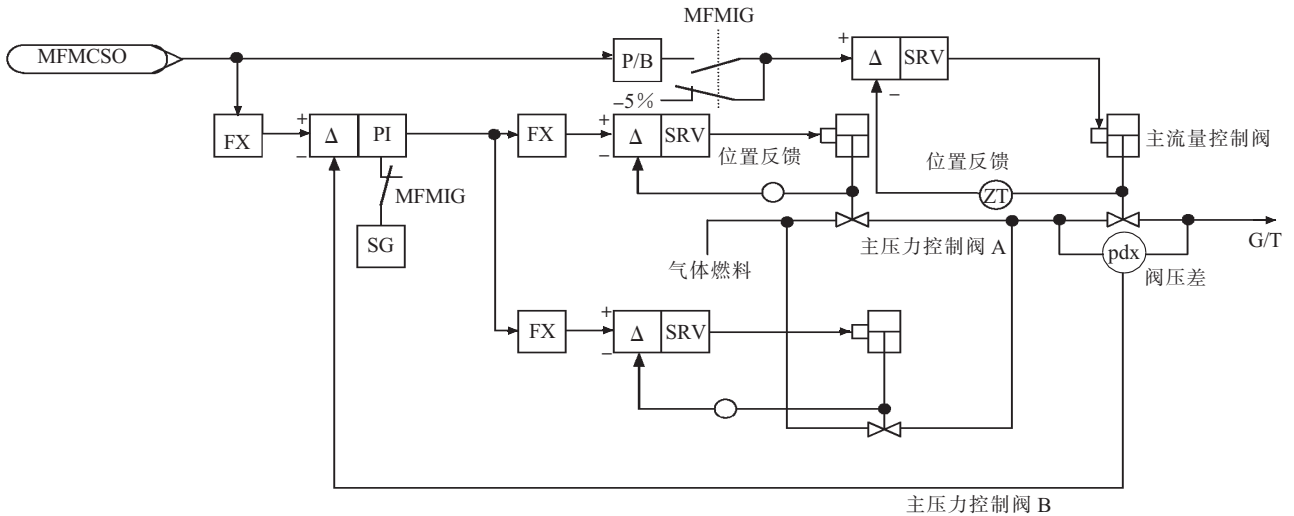 MFMIG
MFMCSO
P/B
+
Δ
SRV
−
−5%
FX
+
−
Δ
PI
FX
+
−
Δ
SRV
位置反馈
主流量控制阀
位置反馈
MFMIG
ZT
SG
G/T
主压力控制阀 A
pdx
气体燃料
阀压差
FX
+
−
Δ
SRV
主压力控制阀 B